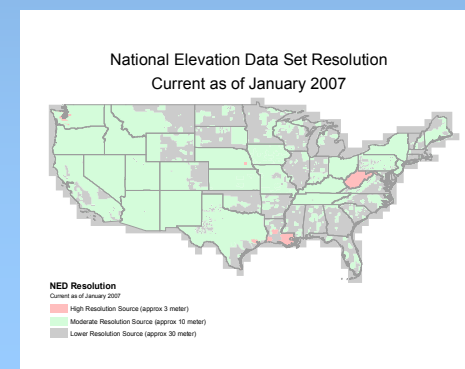 National Elevation Data Set Resolution
Current as of January 2007
NED Resolution
Current as of January 2007
High Resolution Source (approx 3 meter)
Moderate Resolution Source (approx 10 meter)
Lower Resolution Source (approx 30 meter)